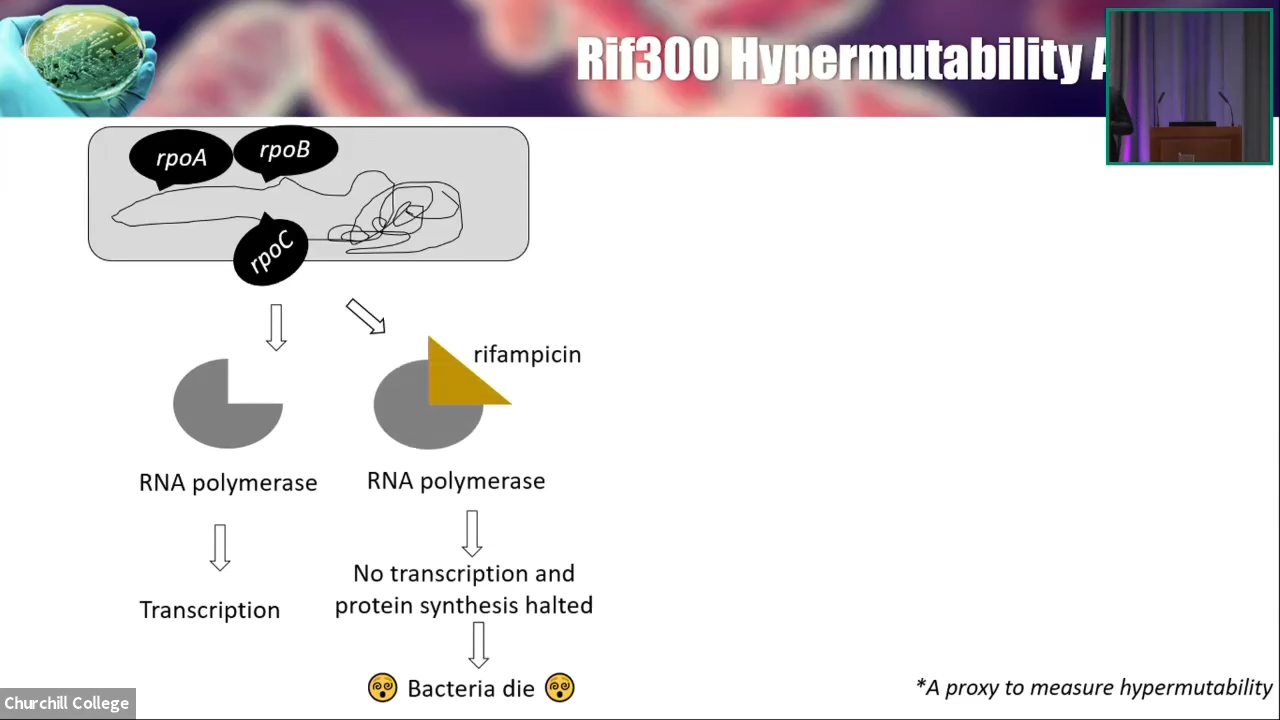 Rif300 Hypermutability
rpoA
rpoB
rpoC
rifampicin
RNA polymerase
RNA polymerase
No transcription and
protein synthesis halted
Transcription
Bacteria die
*A proxy to measure hypermutability
Churchill College